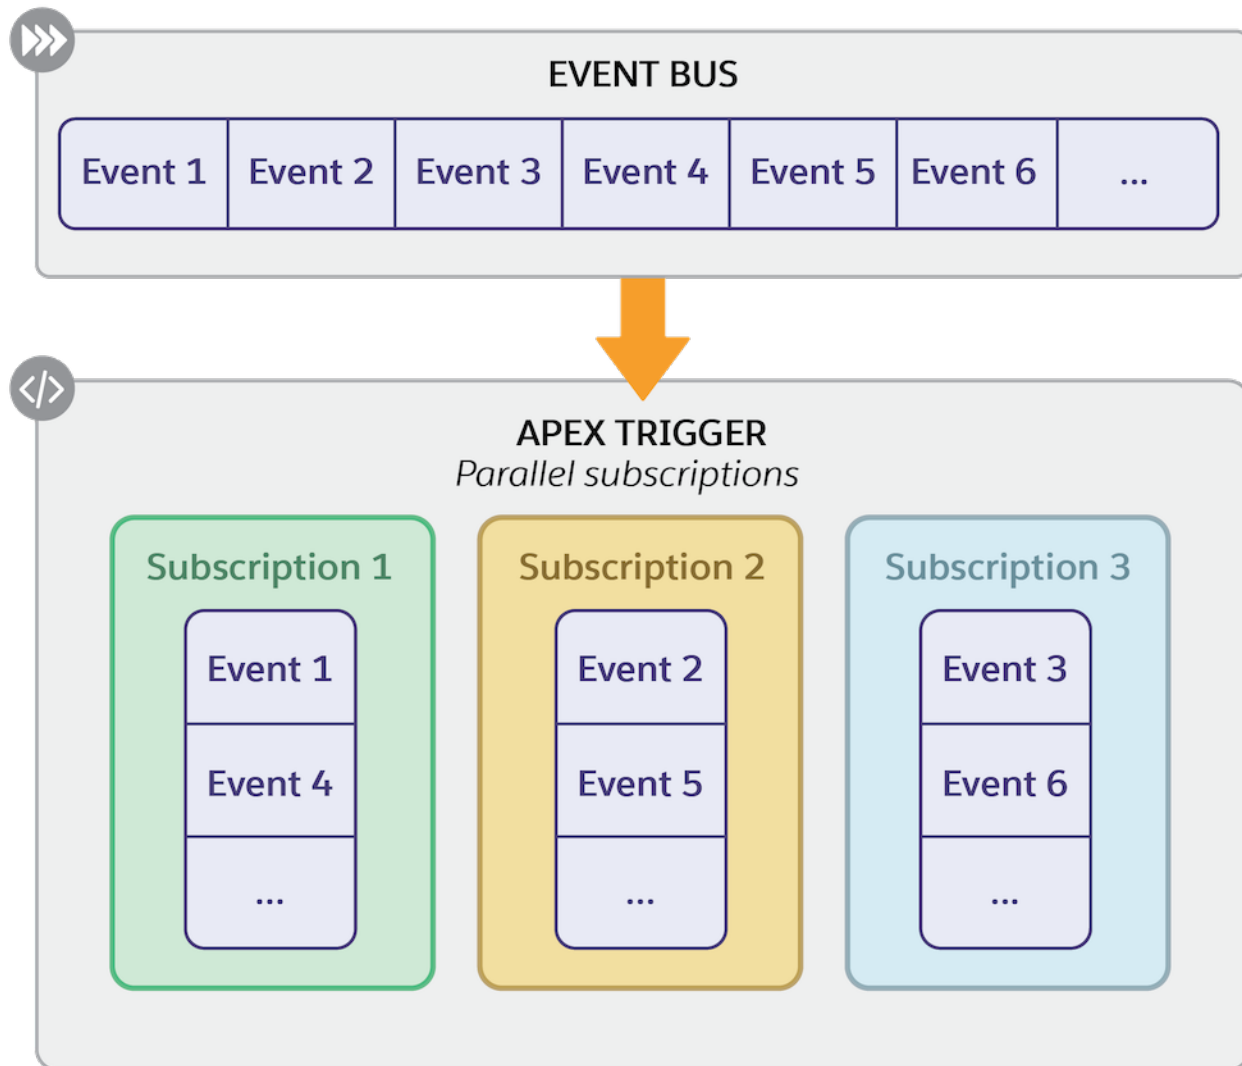 EVENT BUS
Event 1
Event 2
Event 3
Event 4
Event 5
Event 6
...
</>
APEX TRIGGER
Parallel subscriptions
Subscription 1
Event 1
Event 4
...
Subscription 2
Event 2
Event 5
...
Subscription 3
Event 3
Event 6
...